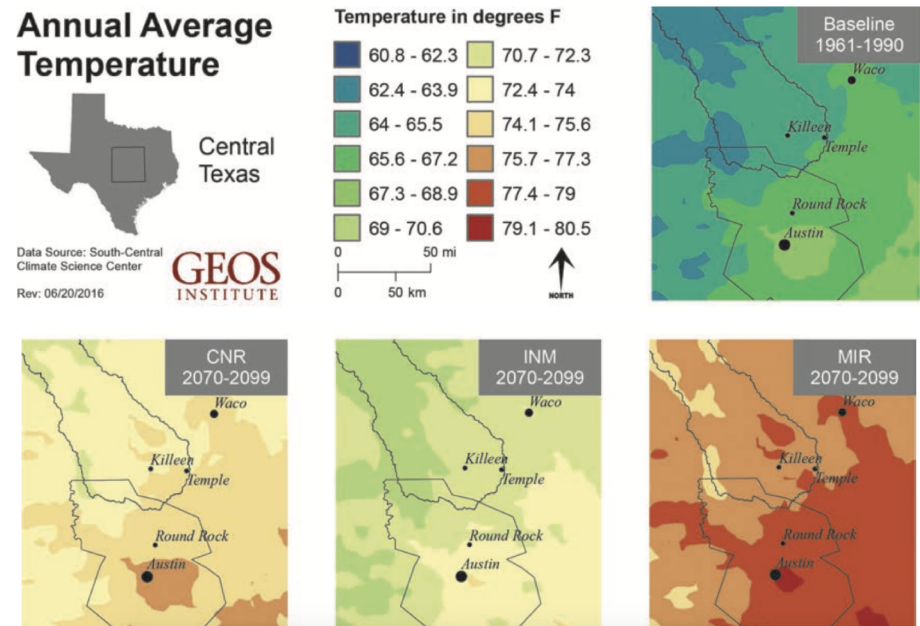 Annual Average
Temperature
Central
Texas
Data Source: South-Central
Climate Science Center
Rev: 06/20/2016
GEOS
INSTITUTE
Temperature in degrees F
60.8 - 62.3
62.4 - 63.9
64 - 65.5
65.6 - 67.2
67.3 - 68.9
69 - 70.6
70.7 - 72.3
72.4 - 74
74.1 - 75.6
75.7 - 77.3
77.4 - 79
79.1 - 80.5
0 50 mi
0 50 km
NORTH
Baseline
1961-1990
Waco
Killeen
Temple
Round Rock
Austin
CNR
2070-2099
Waco
Killeen
Temple
Round Rock
Austin
INM
2070-2099
Waco
Killeen
Temple
Round Rock
Austin
MIR
2070-2099
Waco
Killeen
Temple
Round Rock
Austin